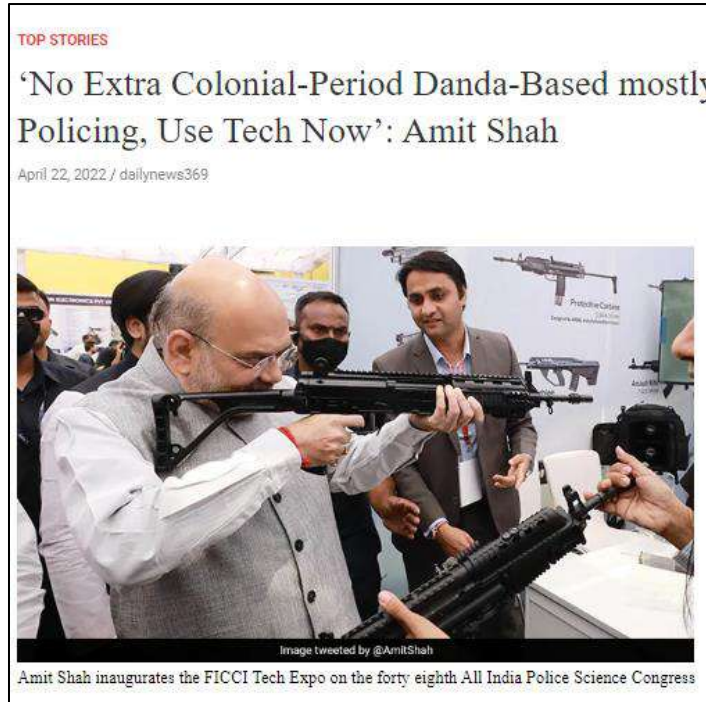 TOP STORIES
‘No Extra Colonial-Period Danda-Based mostly
Policing, Use Tech Now’: Amit Shah
April 22, 2022 / dailynews369
Protective Carbine
Image tweeted by @AmitShah
Amit Shah inaugurates the FICCI Tech Expo on the forty eighth All India Police Science Congress